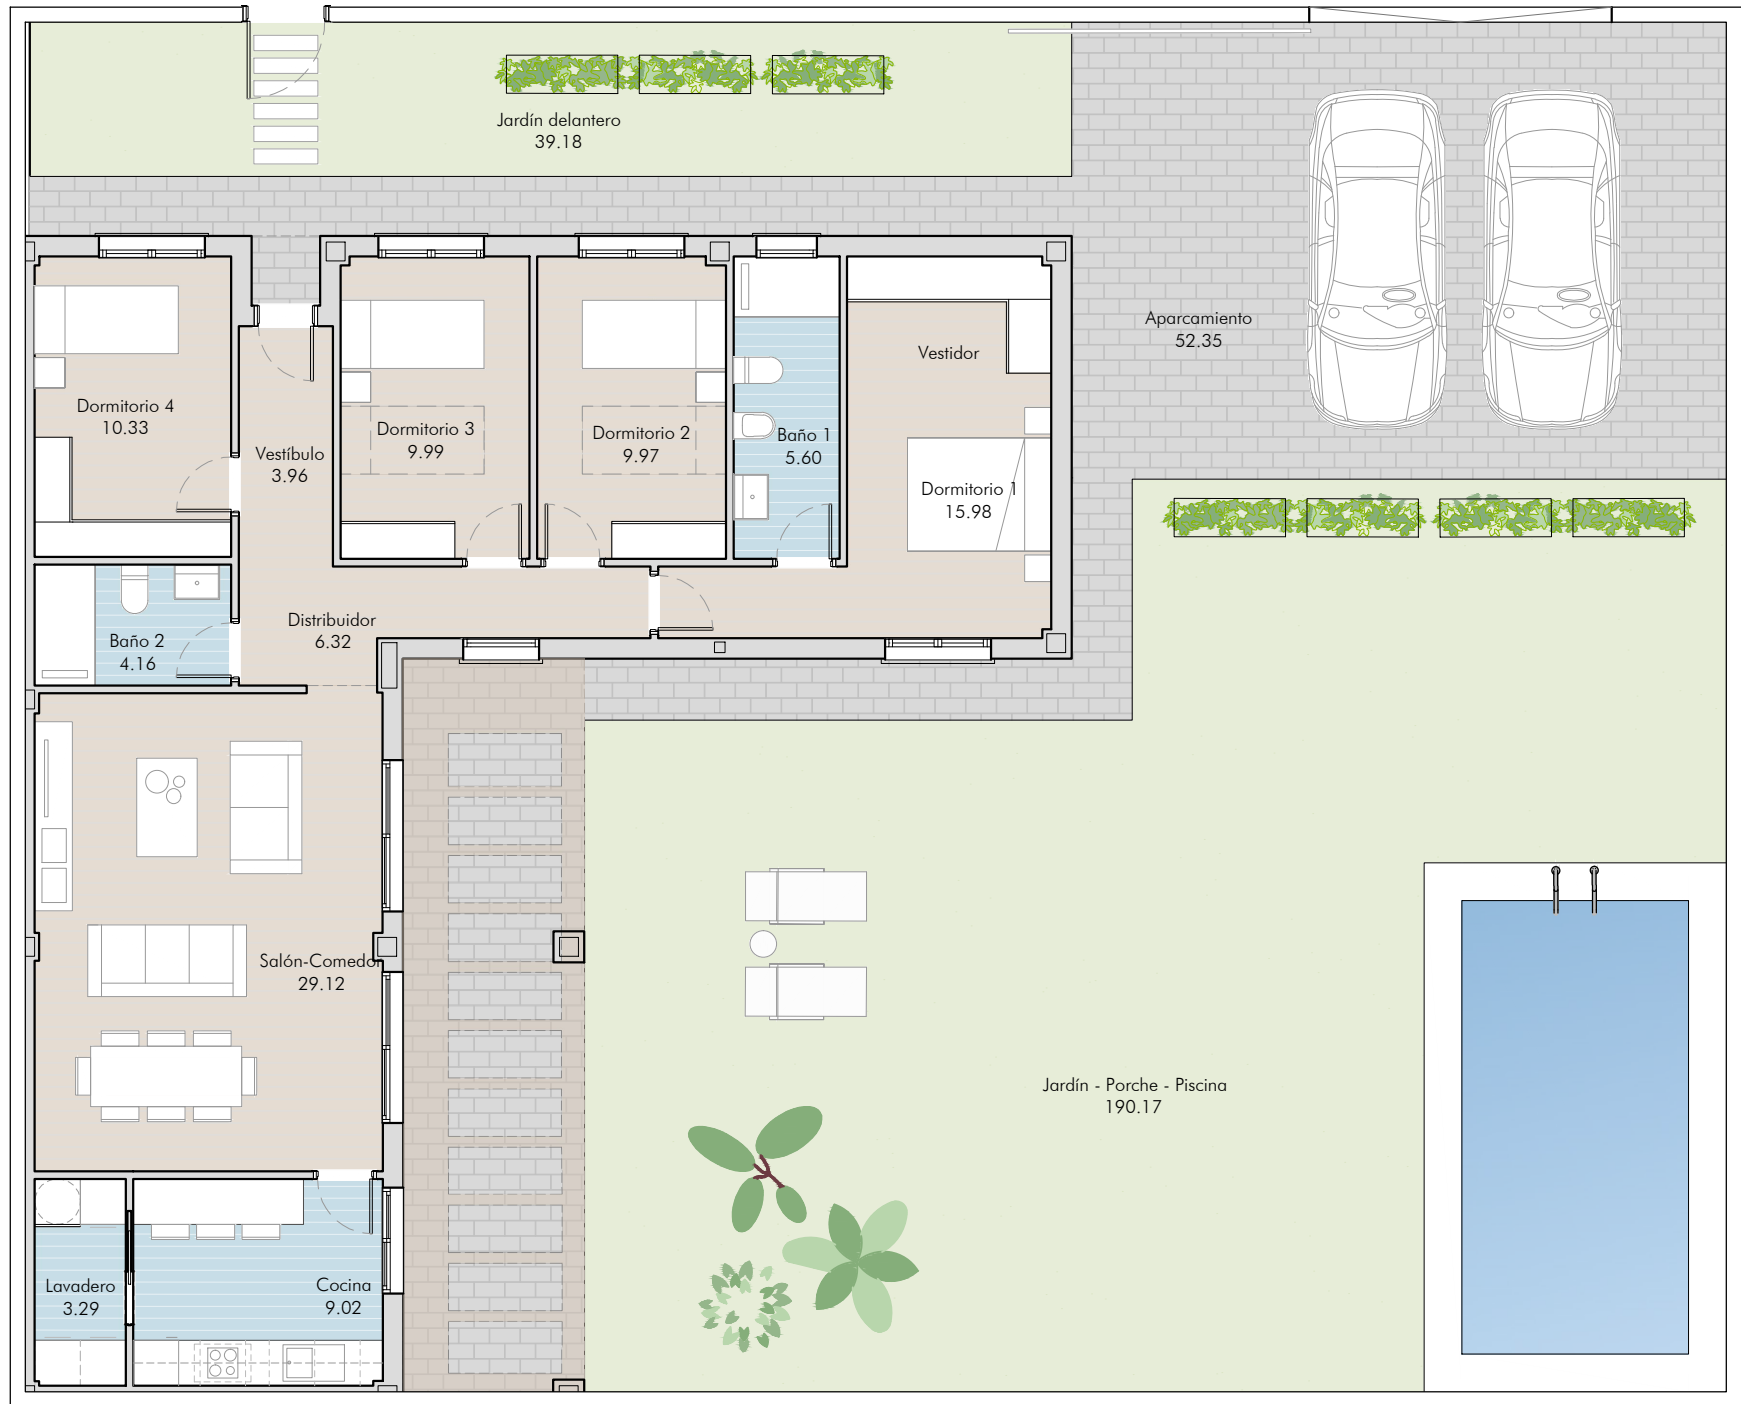 Jardín delantero
39.18
Aparcamiento
52.35
Vestidor
Dormitorio 4
10.33
Dormitorio 3
9.99
Dormitorio 2
9.97
Baño 1
5.60
Vestíbulo
3.96
Dormitorio 1
15.98
Distribuidor
6.32
Baño 2
4.16
Salón-Comedor
29.12
Jardín - Porche - Piscina
190.17
Lavadero
3.29
Cocina
9.02